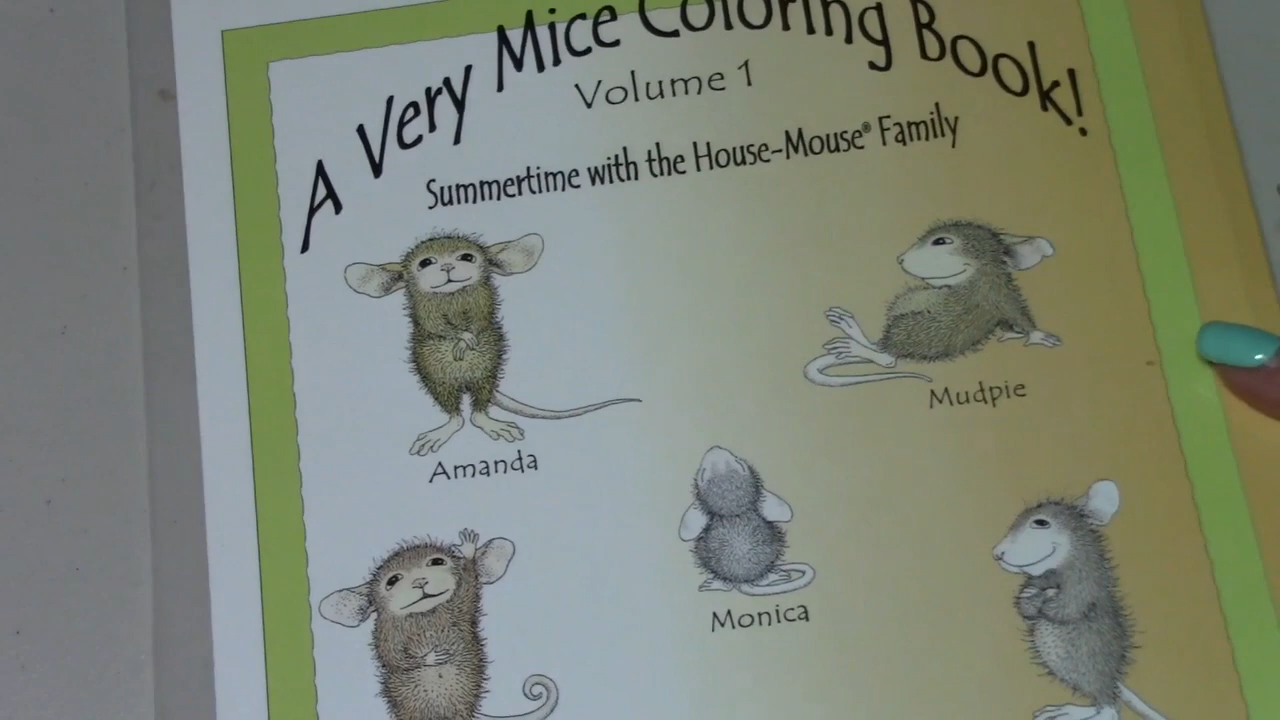 A Very Mice Coloring Book!
Volume 1
Summertime with the House-Mouse® Family
Amanda
Mudpie
Monica